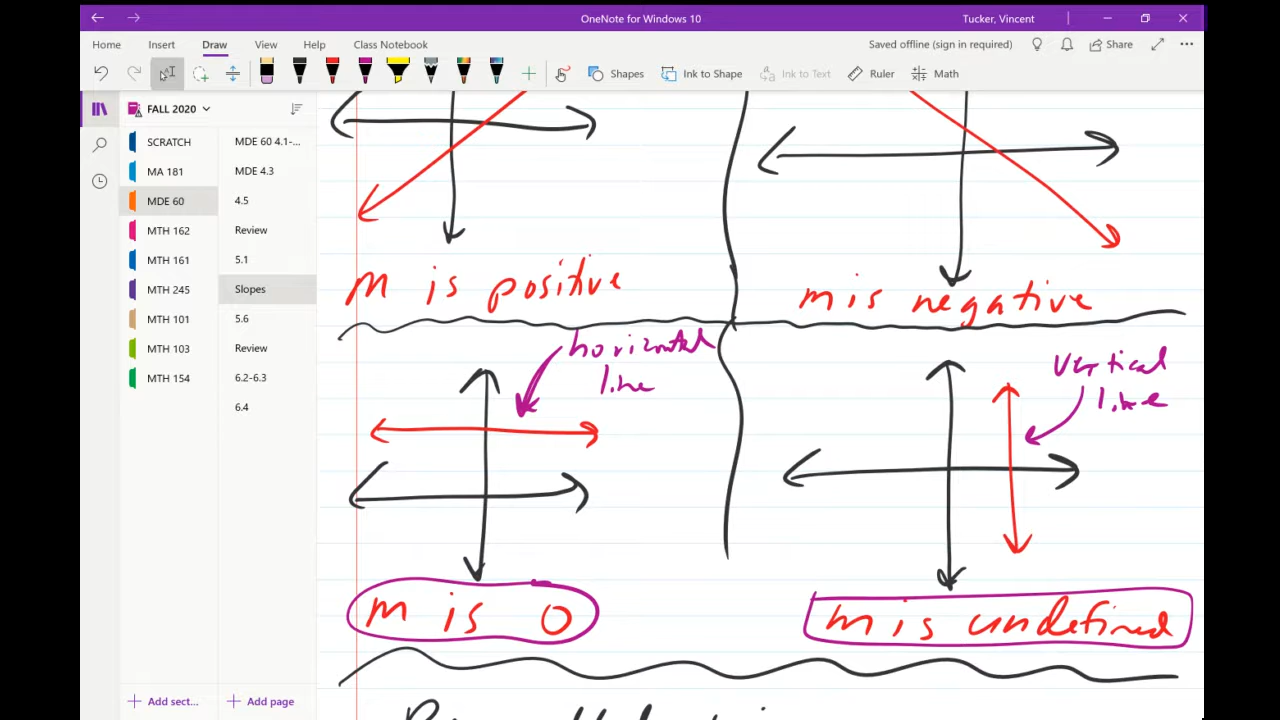 OneNote for Windows 10
Tucker, Vincent
Home Insert Draw View Help Class Notebook
Saved offline (sign in required)
Share
Shapes
Ink to Shape
Ink to Text
Ruler
Math
FALL 2020
SCRATCH
MA 181
MDE 60
MTH 162
MTH 161
MTH 245
MTH 101
MTH 103
MTH 154
Add sect...
MDE 60 4.1-...
MDE 4.3
4.5
Review
5.1
Slopes
5.6
Review
6.2-6.3
6.4
Add page
m is positive
m is negative
horizontal
line
vertical
line
m is 0
m is undefined